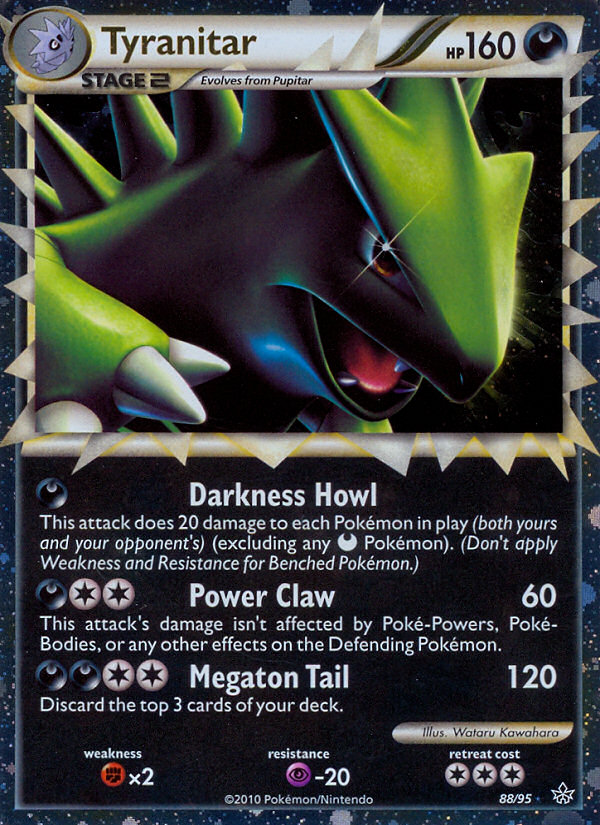 Tyranitar
HP160
STAGE 2
Evolves from Pupitar
Darkness Howl
This attack does 20 damage to each Pokémon in play (both yours
and your opponent's) (excluding any Pokémon). (Don't apply
Weakness and Resistance for Benched Pokémon.)
Power Claw 60
This attack's damage isn't affected by Poké-Powers, Poké-
Bodies, or any other effects on the Defending Pokémon.
Megaton Tail 120
Discard the top 3 cards of your deck.
Illus. Wataru Kawahara
weakness resistance retreat cost
×2 -20
©2010 Pokémon/Nintendo 88/95